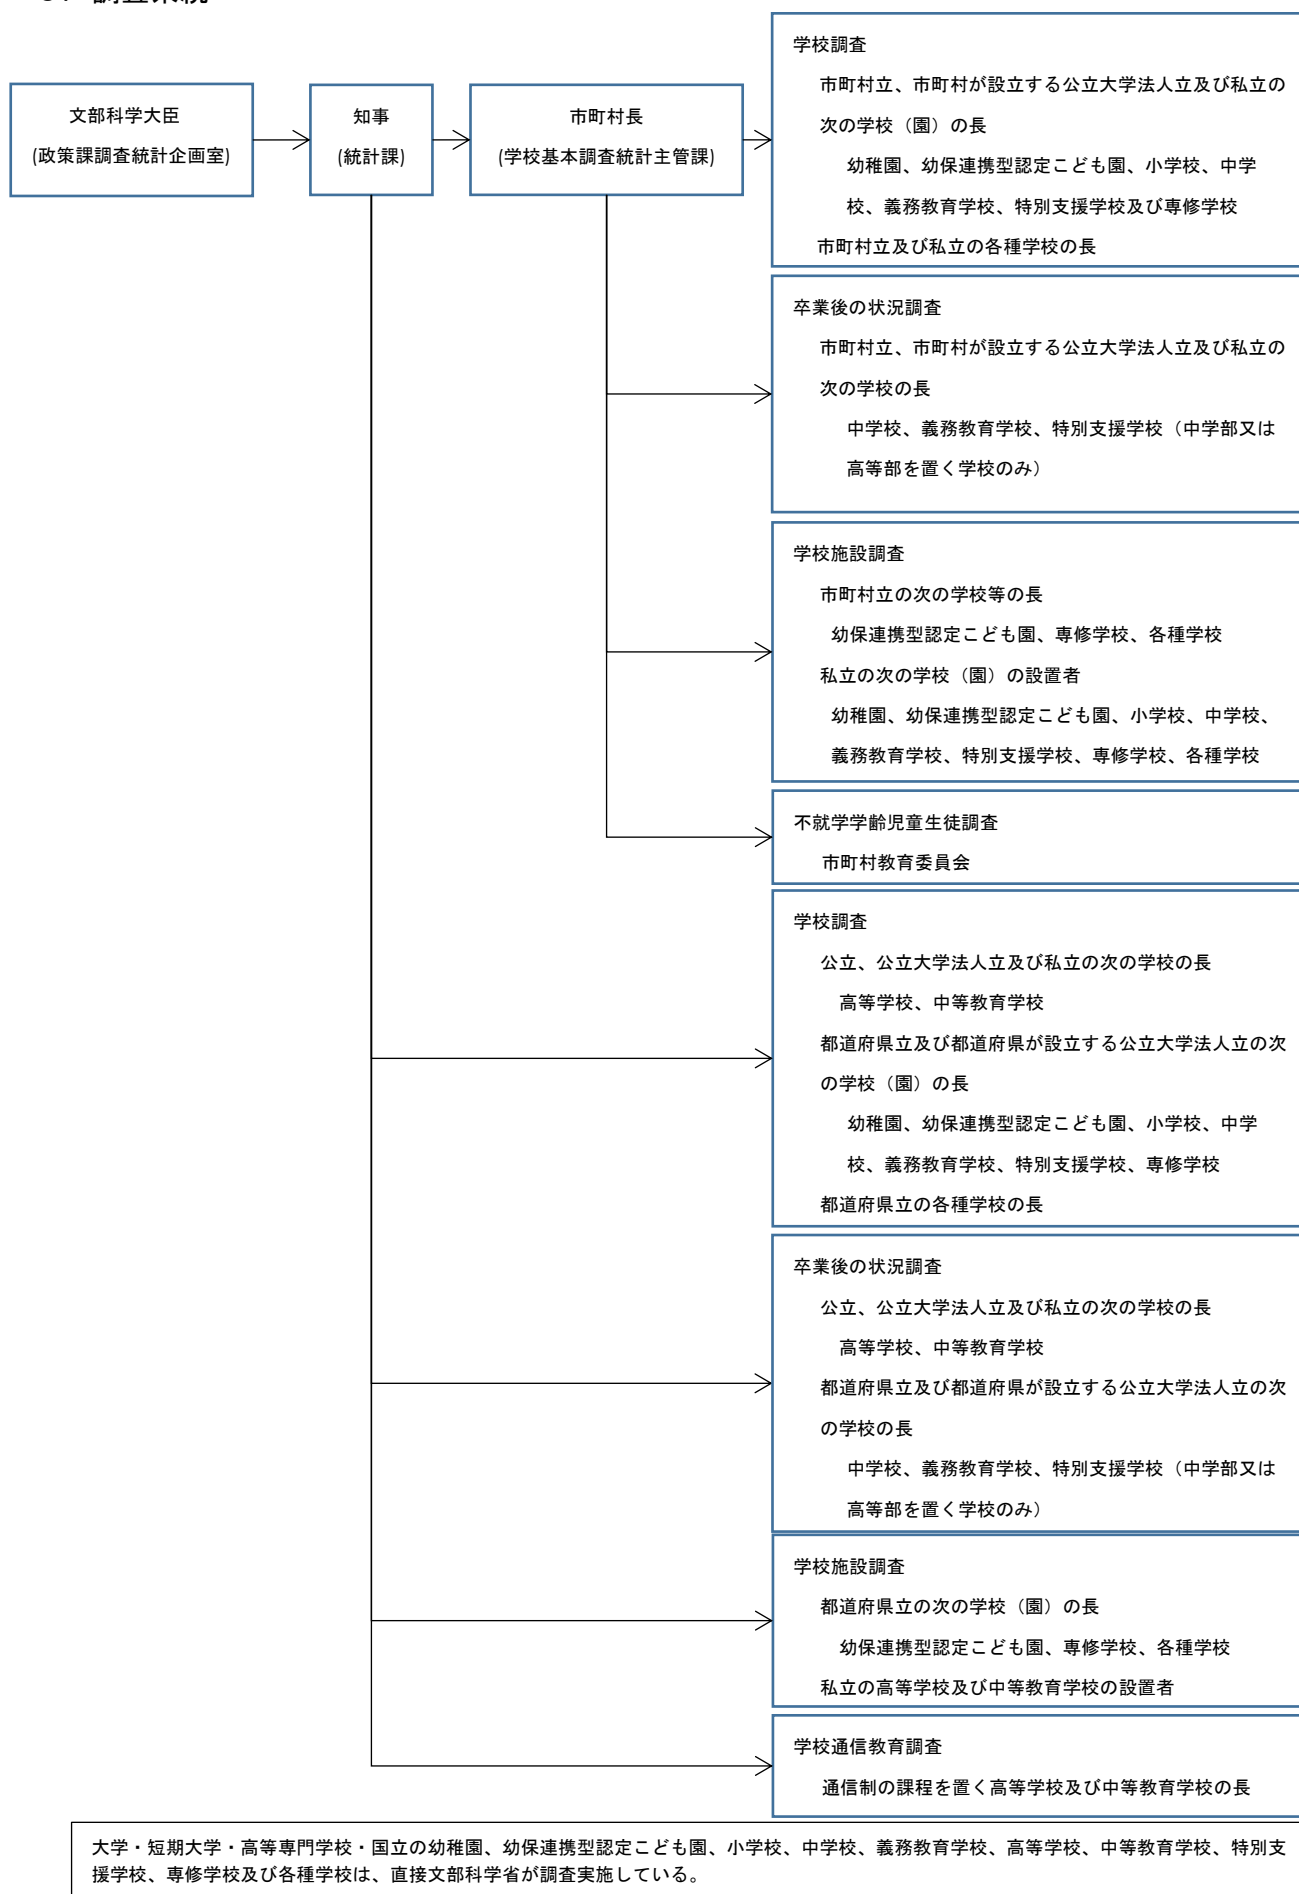 文部科学大臣
(政策課調査統計企画室)
知事
(統計課)
市町村長
(学校基本調査統計主管課)
学校調査
市町村立、市町村が設立する公立大学法人立及び私立の
次の学校（園）の長
幼稚園、幼保連携型認定こども園、小学校、中学
校、義務教育学校、特別支援学校及び専修学校
市町村立及び私立の各種学校の長
卒業後の状況調査
市町村立、市町村が設立する公立大学法人立及び私立の
次の学校の長
中学校、義務教育学校、特別支援学校（中学部又は
高等部を置く学校のみ）
学校施設調査
市町村立の次の学校等の長
幼保連携型認定こども園、専修学校、各種学校
私立の次の学校（園）の設置者
幼稚園、幼保連携型認定こども園、小学校、中学校、
義務教育学校、特別支援学校、専修学校、各種学校
不就学学齢児童生徒調査
市町村教育委員会
学校調査
公立、公立大学法人立及び私立の次の学校の長
高等学校、中等教育学校
都道府県立及び都道府県が設立する公立大学法人立の次
の学校（園）の長
幼稚園、幼保連携型認定こども園、小学校、中学
校、義務教育学校、特別支援学校、専修学校
都道府県立の各種学校の長
卒業後の状況調査
公立、公立大学法人立及び私立の次の学校の長
高等学校、中等教育学校
都道府県立及び都道府県が設立する公立大学法人立の次
の学校の長
中学校、義務教育学校、特別支援学校（中学部又は
高等部を置く学校のみ）
学校施設調査
都道府県立の次の学校（園）の長
幼保連携型認定こども園、専修学校、各種学校
私立の高等学校及び中等教育学校の設置者
学校通信教育調査
通信制の課程を置く高等学校及び中等教育学校の長
大学・短期大学・高等専門学校・国立の幼稚園、幼保連携型認定こども園、小学校、中学校、義務教育学校、高等学校、中等教育学校、特別支
援学校、専修学校及び各種学校は、直接文部科学省が調査実施している。